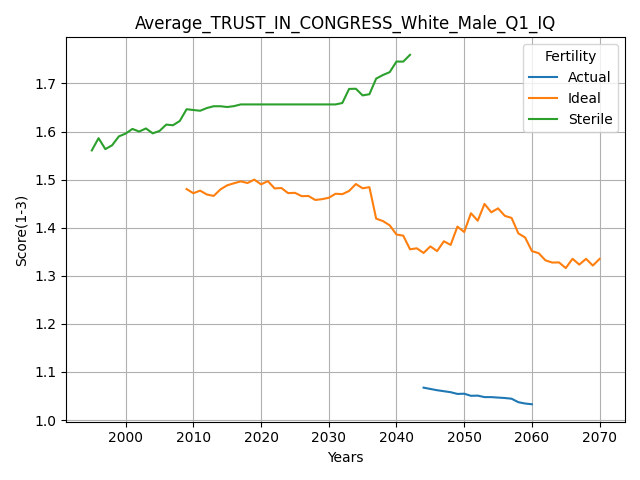 Average_TRUST_IN_CONGRESS_White_Male_Q1_IQ
Fertility
Actual
Ideal
Sterile
Score(1-3)
1.7
1.6
1.5
1.4
1.3
1.2
1.1
1.0
2000 2010 2020 2030 2040 2050 2060 2070
Years